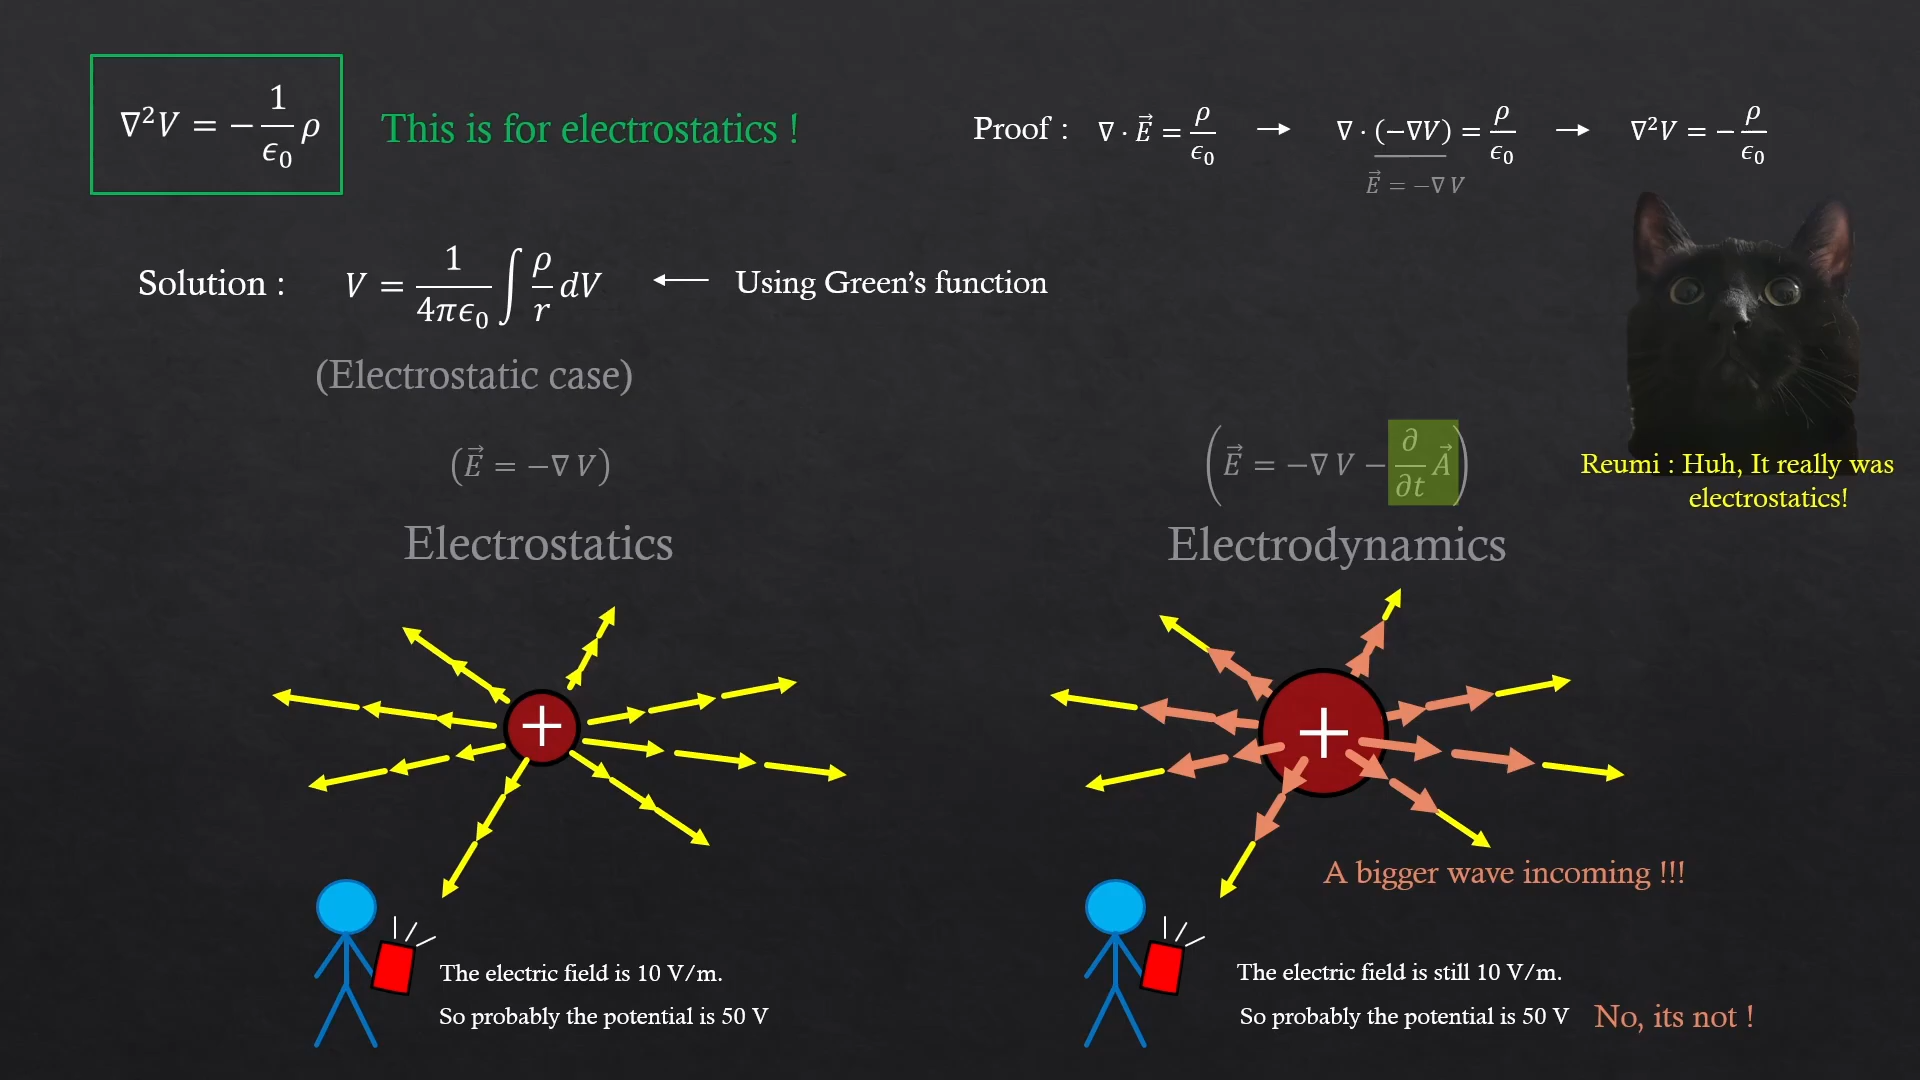 ∇²V = −1/ϵ₀ ρ
This is for electrostatics !
Proof : ∇ · E⃗ = ρ/ϵ₀ → ∇ · (−∇V) = ρ/ϵ₀ → ∇²V = −ρ/ϵ₀
E⃗ = −∇ V
Solution : V = 1/4πϵ₀ ∫ ρ/r dV ← Using Green’s function
(Electrostatic case)
(E⃗ = −∇ V)
(E⃗ = −∇ V − ∂/∂t A⃗)
Reumi : Huh, It really was
electrostatics!
Electrostatics
Electrodynamics
+
+
A bigger wave incoming !!!
The electric field is 10 V/m.
So probably the potential is 50 V
The electric field is still 10 V/m.
So probably the potential is 50 V
No, its not !